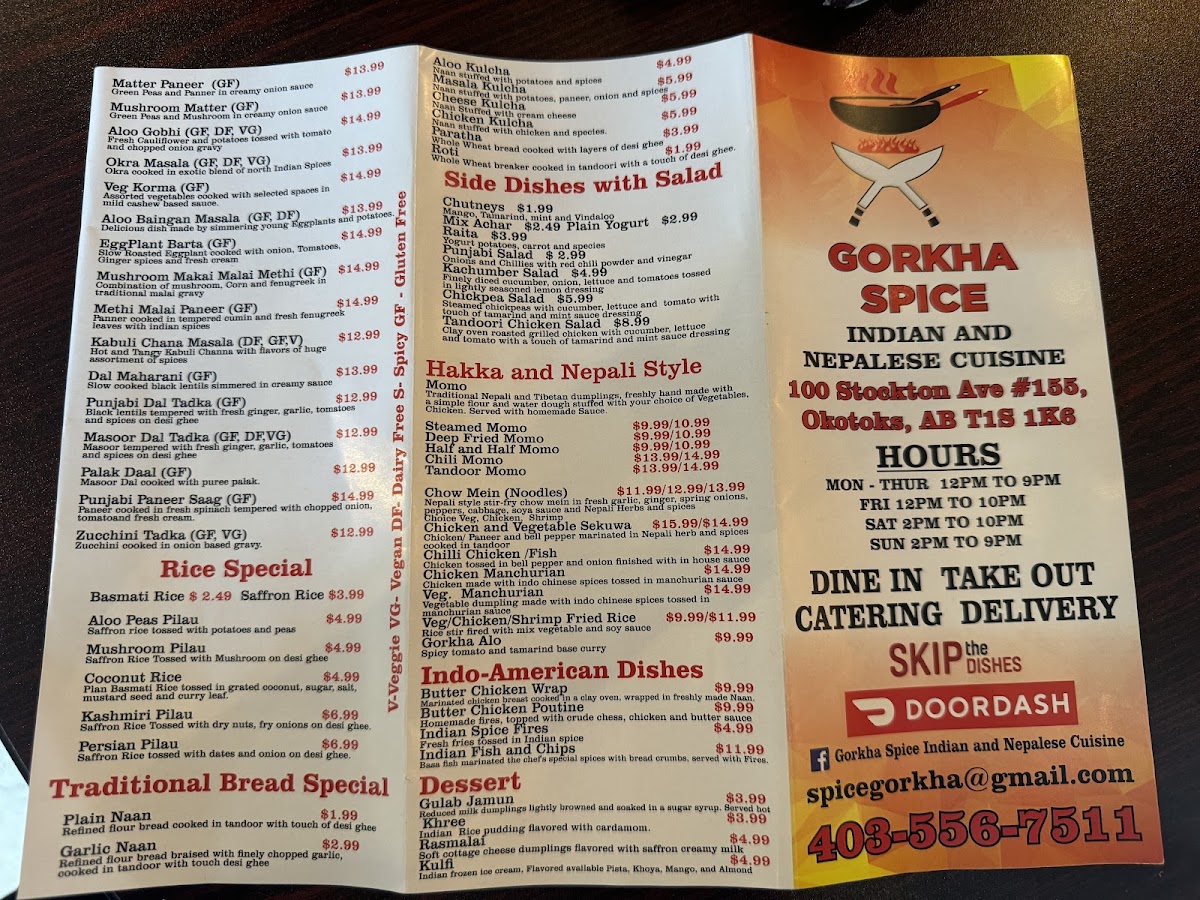 Matter Paneer (GF) $13.99
Green Peas and Panner in creamy onion sauce
Mushroom Matter (GF) $13.99
Green Peas and Mushroom in creamy onion sauce
Aloo Gobhi (GF, DF, VG) $14.99
Fresh Cauliflower and potatoes tossed with tomato
and chopped onion gravy
Okra Masala (GF, DF, VG) $13.99
Okra cooked in exotic blend of north Indian Spices
Veg Korma (GF) $14.99
Assorted vegetables cooked with selected spaces in
mild cashew based sauce.
Aloo Baingan Masala (GF, DF) $13.99
Delicious dish made by simmering young Eggplants and potatoes.
EggPlant Barta (GF) $14.99
Slow Roasted Eggplant cooked with onion, Tomatoes,
Ginger spices and fresh cream
Mushroom Makai Malai Methi (GF) $14.99
Combination of mushroom, Corn and fenugreek in
traditional malai gravy
Methi Malai Paneer (GF) $14.99
Panner cooked in tempered cumin and fresh fenugreek
leaves with indian spices
Kabuli Chana Masala (DF, GF,V) $12.99
Hot and Tangy Kabuli Channa with flavors of huge
assortment of spices
Dal Maharani (GF) $13.99
Slow cooked black lentils simmered in creamy sauce
Punjabi Dal Tadka (GF) $12.99
Black lentils tempered with fresh ginger, garlic, tomatoes
and spices on desi ghee
Masoor Dal Tadka (GF, DF,VG) $12.99
Masoor tempered with fresh ginger, garlic, tomatoes
and spices on desi ghee
Palak Daal (GF) $12.99
Masoor Dal cooked with puree palak.
Punjabi Paneer Saag (GF) $14.99
Paneer cooked in fresh spinach tempered with chopped onion,
tomatoand fresh cream.
Zucchini Tadka (GF, VG) $12.99
Zucchini cooked in onion based gravy.
Rice Special
Basmati Rice $ 2.49 Saffron Rice $3.99
Aloo Peas Pilau $4.99
Saffron rice tossed with potatoes and peas
Mushroom Pilau $4.99
Saffron Rice Tossed with Mushroom on desi ghee
Coconut Rice $4.99
Plan Basmati Rice tossed in grated coconut, sugar, salt,
mustard seed and curry leaf.
Kashmiri Pilau $6.99
Saffron Rice Tossed with dry nuts, fry onions on desi ghee.
Persian Pilau $6.99
Saffron Rice tossed with dates and onion on desi ghee.
Traditional Bread Special
Plain Naan $1.99
Refined flour bread cooked in tandoor with touch of desi ghee
Garlic Naan $2.99
Refined flour bread braised with finely chopped garlic,
cooked in tandoor with touch desi ghee
V-Veggie VG- Vegan DF- Dairy Free S- Spicy GF - Gluten Free
Aloo Kulcha $4.99
Naan stuffed with potatoes and spices
Masala Kulcha $5.99
Naan stuffed with potatoes, paneer, onion and spices
Cheese Kulcha $5.99
Naan Stuffed with cream cheese
Chicken Kulcha $5.99
Naan stuffed with chicken and species.
Paratha $3.99
Whole Wheat bread cooked with layers of desi ghee
Roti $1.99
Whole Wheat breaker cooked in tandoori with a touch of desi ghee.
Side Dishes with Salad
Chutneys $1.99
Mango, Tamarind, mint and Vindaloo
Mix Achar $2.49 Plain Yogurt $2.99
Raita $3.99
Yogurt potatoes, carrot and species
Punjabi Salad $ 2.99
Onions and Chillies with red chili powder and vinegar
Kachumber Salad $4.99
Finely diced cucumber, onion, lettuce and tomatoes tossed
in lightly seasoned lemon dressing
Chickpea Salad $5.99
Steamed chickpeas with cucumber, lettuce and tomato with
touch of tamarind and mint sauce dressing
Tandoori Chicken Salad $8.99
Clay oven roasted grilled chicken with cucumber, lettuce
and tomato with a touch of tamarind and mint sauce dressing
Hakka and Nepali Style
Momo
Traditional Nepali and Tibetan dumplings, freshly hand made with
a simple flour and water dough stuffed with your choice of Vegetables,
Chicken. Served with homemade Sauce.
Steamed Momo $9.99/10.99
Deep Fried Momo $9.99/10.99
Half and Half Momo $9.99/10.99
Chili Momo $13.99/14.99
Tandoor Momo $13.99/14.99
Chow Mein (Noodles) $11.99/12.99/13.99
Nepali style stir-fry chow mein in fresh garlic, ginger, spring onions,
peppers, cabbage, soya sauce and Nepali Herbs and spices
Choice Veg, Chicken, Shrimp
Chicken and Vegetable Sekuwa $15.99/$14.99
Chicken/ Paneer and bell pepper marinated in Nepali herb and spices
cooked in tandoor
Chilli Chicken /Fish $14.99
Chicken tossed in bell pepper and onion finished with in house sauce
Chicken Manchurian $14.99
Chicken made with indo chinese spices tossed in manchurian sauce
Veg. Manchurian $14.99
Vegetable dumpling made with indo chinese spices tossed in
manchurian sauce
Veg/Chicken/Shrimp Fried Rice $9.99/$11.99
Rice stir fired with mix vegetable and soy sauce
Gorkha Alo $9.99
Spicy tomato and tamarind base curry
Indo-American Dishes
Butter Chicken Wrap $9.99
Marinated chicken breast cooked in a clay oven, wrapped in freshly made Naan.
Butter Chicken Poutine $9.99
Homemade fires, topped with crude chess, chicken and butter sauce
Indian Spice Fires $4.99
Fresh fries tossed in Indian spice
Indian Fish and Chips $11.99
Basa fish marinated the chef's special spices with bread crumbs, served with Fires.
Dessert
Gulab Jamun $3.99
Reduced milk dumplings lightly browned and soaked in a sugar syrup. Served hot
Khree $3.99
Indian Rice pudding flavored with cardamom.
Rasmalai $4.99
Soft cottage cheese dumplings flavored with saffron creamy milk
Kulfi $4.99
Indian frozen ice cream, Flavored available Pista, Khoya, Mango, and Almond
GORKHA
SPICE
INDIAN AND
NEPALESE CUISINE
100 Stockton Ave #155,
Okotoks, AB T1S 1K6
HOURS
MON - THUR 12PM TO 9PM
FRI 12PM TO 10PM
SAT 2PM TO 10PM
SUN 2PM TO 9PM
DINE IN TAKE OUT
CATERING DELIVERY
SKIP the DISHES
DOORDASH
f Gorkha Spice Indian and Nepalese Cuisine
spicegorkha@gmail.com
403-556-7511